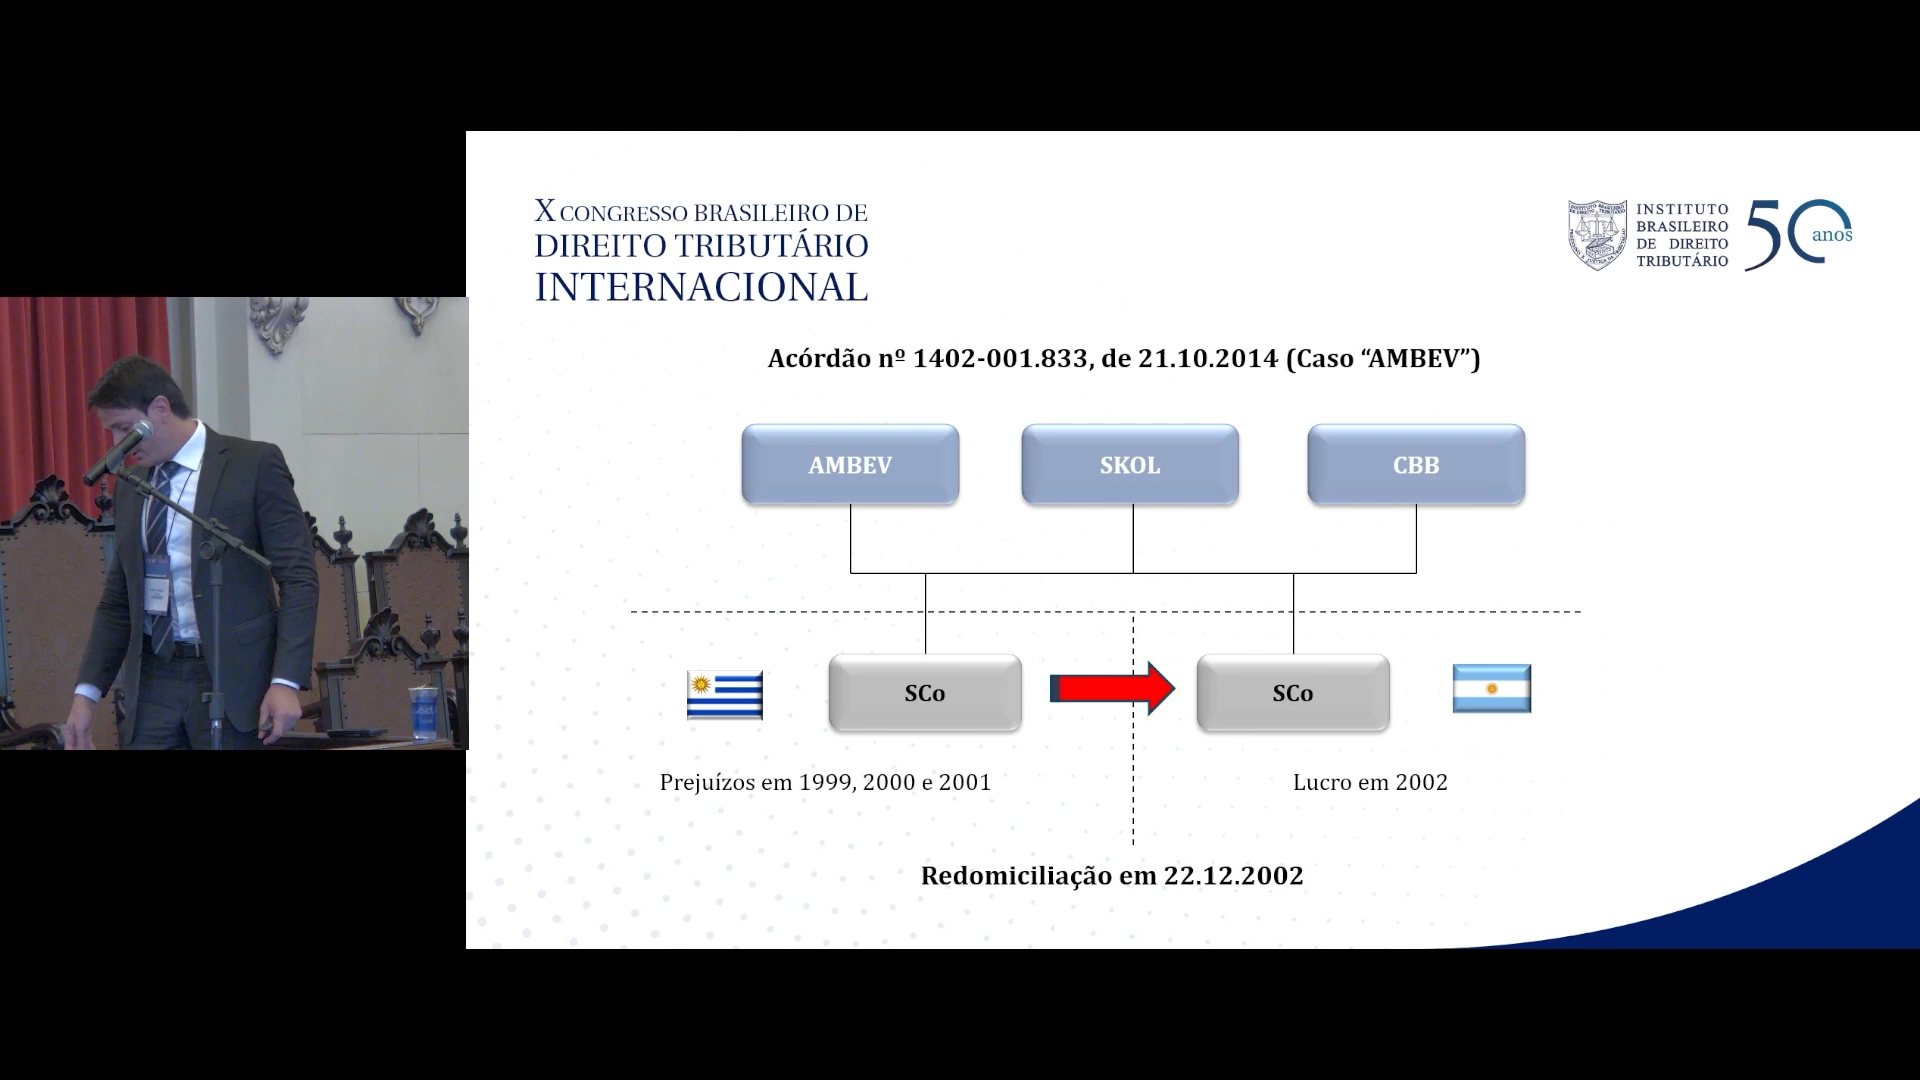 X CONGRESSO BRASILEIRO DE
DIREITO TRIBUTÁRIO
INTERNACIONAL
INSTITUTO
BRASILEIRO
DE DIREITO
TRIBUTÁRIO
50
anos
Acórdão nº 1402-001.833, de 21.10.2014 (Caso “AMBEV”)
AMBEV
SKOL
CBB
SCo
SCo
Prejuízos em 1999, 2000 e 2001
Lucro em 2002
Redomiciliação em 22.12.2002